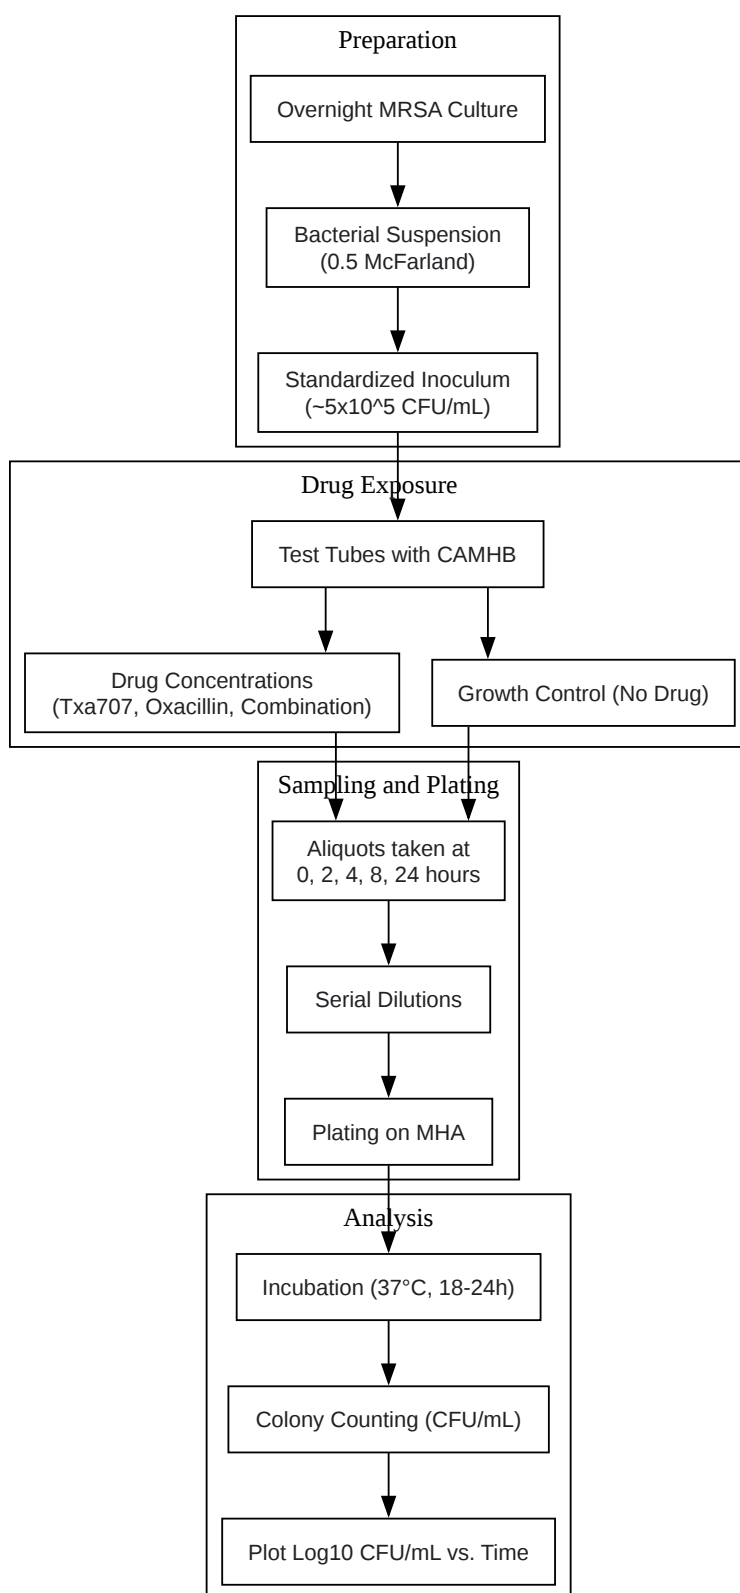 Preparation
Overnight MRSA Culture
Bacterial Suspension
(0.5 McFarland)
Standardized Inoculum
(~5x10^5 CFU/mL)
Drug Exposure
Test Tubes with CAMHB
Drug Concentrations
(Txa707, Oxacillin, Combination)
Growth Control (No Drug)
Sampling and Plating
Aliquots taken at
0, 2, 4, 8, 24 hours
Serial Dilutions
Plating on MHA
Analysis
Incubation (37°C, 18-24h)
Colony Counting (CFU/mL)
Plot Log10 CFU/mL vs. Time